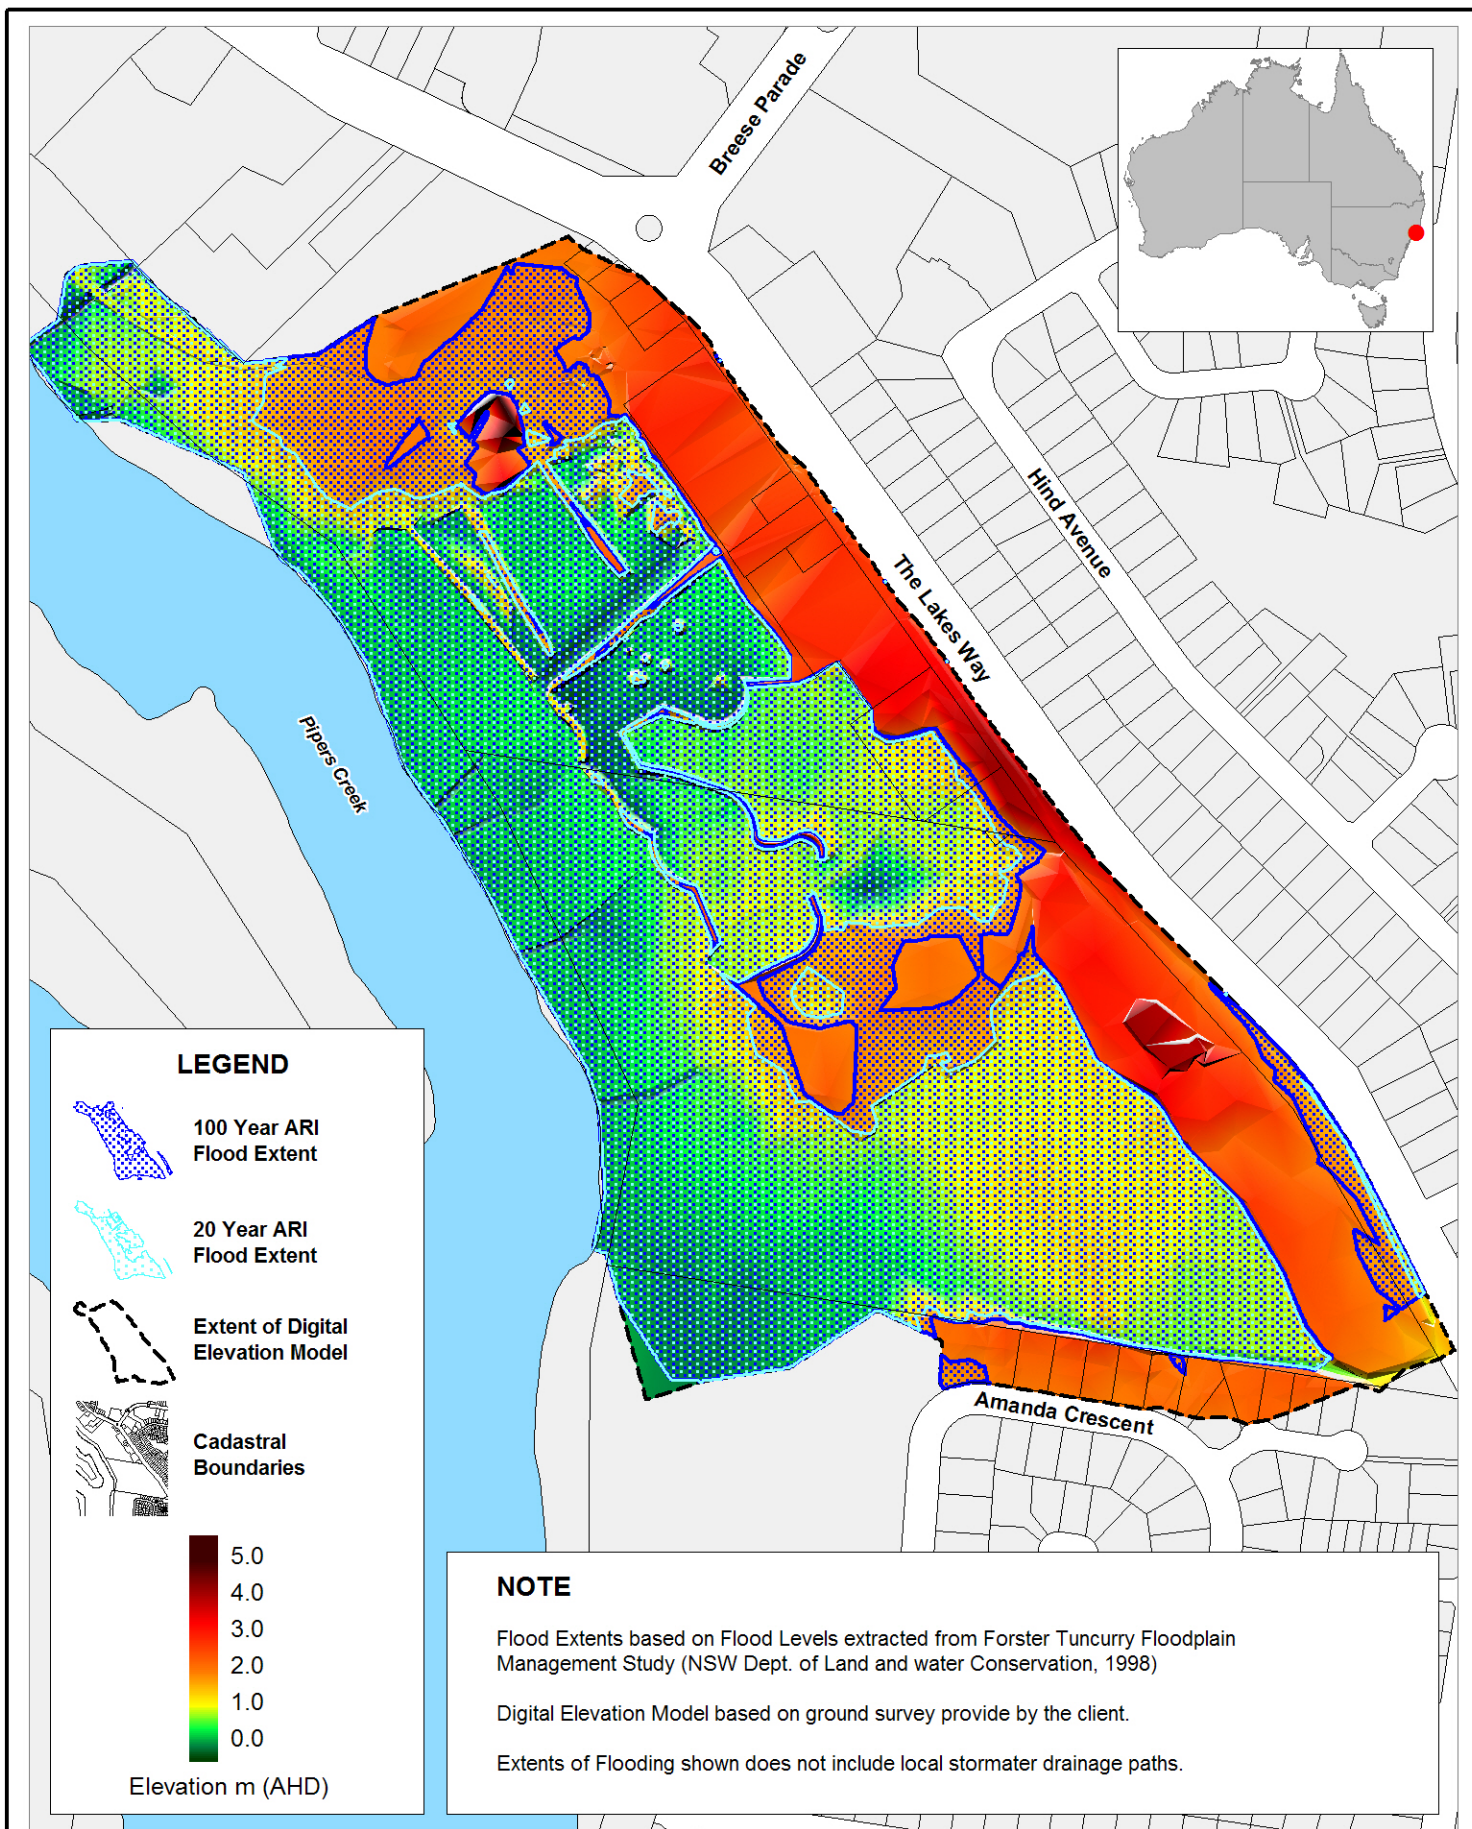 Breese Parade
Hind Avenue
The Lakes Way
Pipers Creek
Amanda Crescent
LEGEND
100 Year ARI
Flood Extent
20 Year ARI
Flood Extent
Extent of Digital
Elevation Model
Cadastral
Boundaries
5.0
4.0
3.0
2.0
1.0
0.0
Elevation m (AHD)
NOTE
Flood Extents based on Flood Levels extracted from Forster Tuncurry Floodplain
Management Study (NSW Dept. of Land and water Conservation, 1998)
Digital Elevation Model based on ground survey provide by the client.
Extents of Flooding shown does not include local stormater drainage paths.